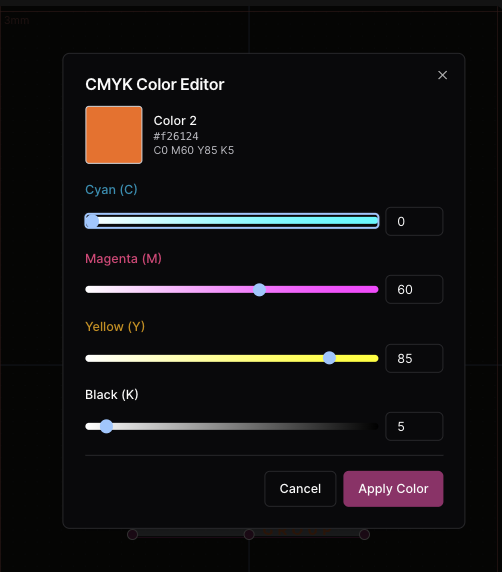 3mm
CMYK Color Editor
Color 2
#f26124
C0 M60 Y85 K5
Cyan (C)
0
Magenta (M)
60
Yellow (Y)
85
Black (K)
5
Cancel
Apply Color